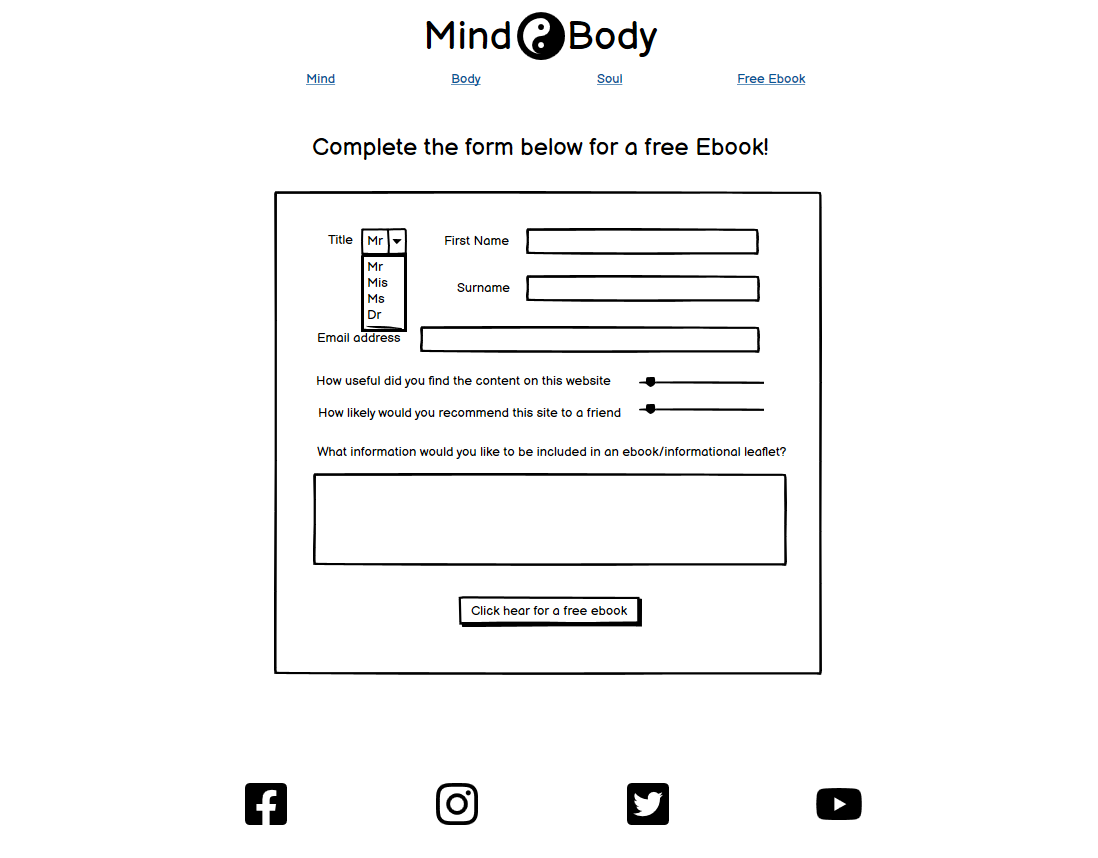 Mind Body
Mind Body Soul Free Ebook
Complete the form below for a free Ebook!
Title Mr First Name
Mr
Mis
Surname
Ms
Dr
Email address
How useful did you find the content on this website
How likely would you recommend this site to a friend
What information would you like to be included in an ebook/informational leaflet?
Click hear for a free ebook